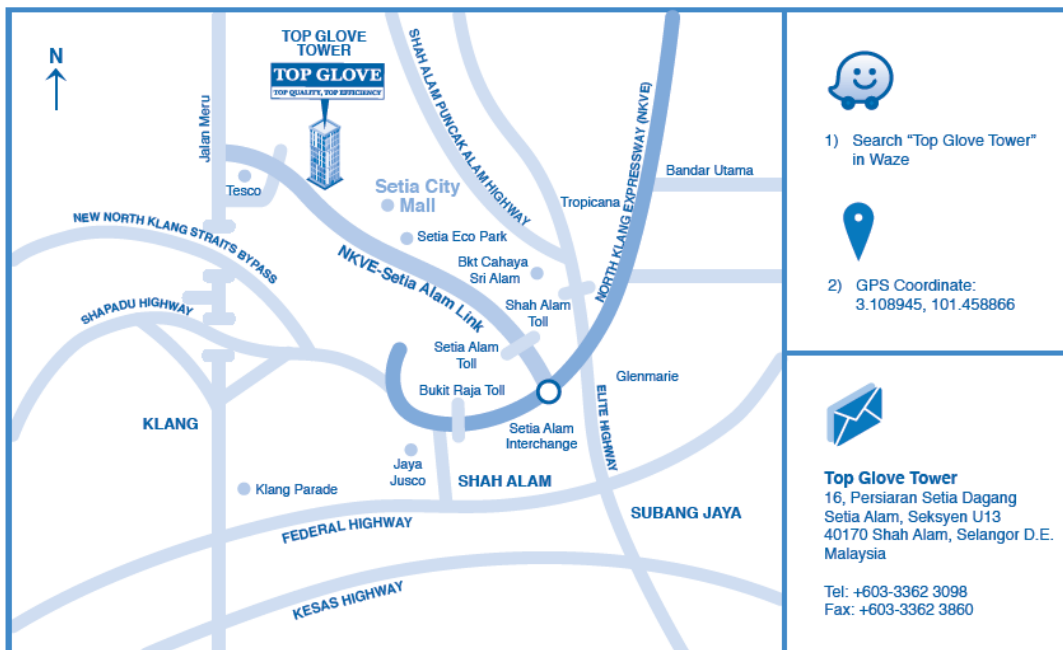 N
TOP GLOVE
TOWER
TOP GLOVE
TOP QUALITY, TOP EFFICIENCY
Jalan Meru
SHAH ALAM PUNCAK ALAM HIGHWAY
NORTH KLANG EXPRESSWAY (NKVE)
Bandar Utama
Tesco
Setia City
Mall
Tropicana
NEW NORTH KLANG STRAITS BYPASS
Setia Eco Park
NKVE-Setia Alam Link
Bkt Cahaya
Sri Alam
SHAPADU HIGHWAY
Shah Alam
Toll
Setia Alam
Toll
Glenmarie
Bukit Raja Toll
ELITE HIGHWAY
KLANG
Setia Alam
Interchange
Jaya
Jusco
SHAH ALAM
Klang Parade
SUBANG JAYA
FEDERAL HIGHWAY
KESAS HIGHWAY
1) Search “Top Glove Tower”
in Waze
2) GPS Coordinate:
3.108945, 101.458866
Top Glove Tower
16, Persiaran Setia Dagang
Setia Alam, Seksyen U13
40170 Shah Alam, Selangor D.E.
Malaysia
Tel: +603-3362 3098
Fax: +603-3362 3860